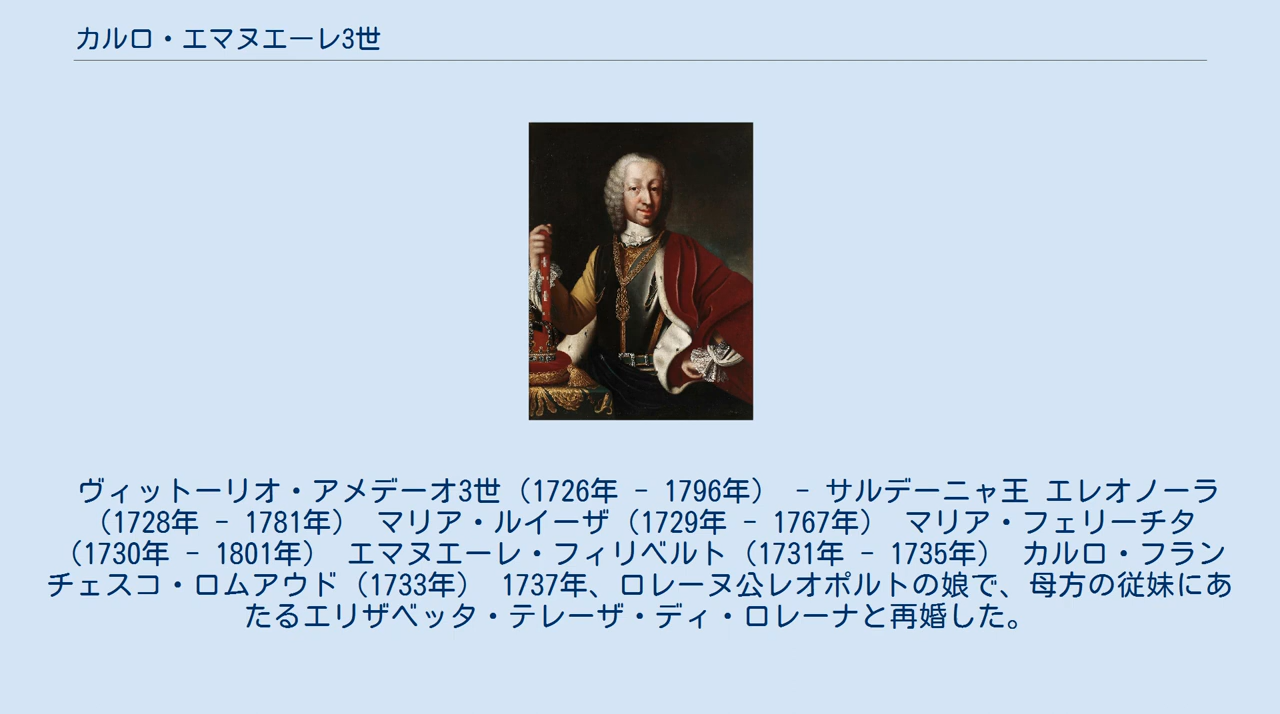 カルロ・エマヌエーレ3世
ヴィットーリオ・アメデーオ3世（1726年 - 1796年） - サルデーニャ王 エレオノーラ
（1728年 - 1781年） マリア・ルイーザ（1729年 - 1767年） マリア・フェリーチタ
（1730年 - 1801年） エマヌエーレ・フィリベルト（1731年 - 1735年） カルロ・フラン
チェスコ・ロムアウド（1733年） 1737年、ロレーヌ公レオポルトの娘で、母方の従妹にあ
たるエリザベッタ・テレーザ・ディ・ロレーナと再婚した。